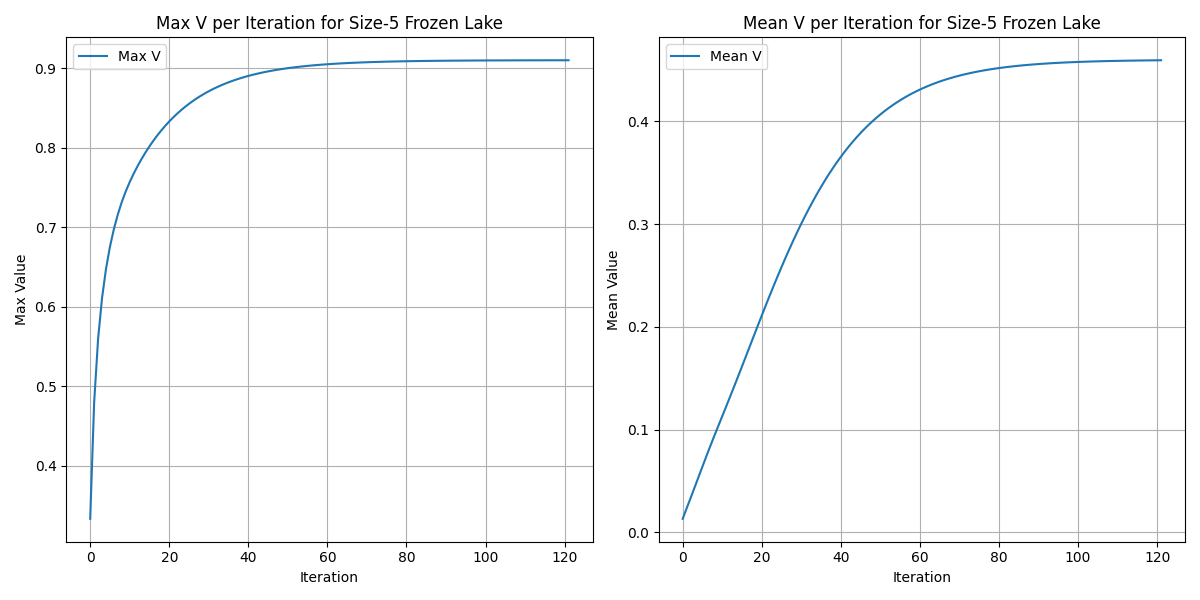 Max V per Iteration for Size-5 Frozen Lake
Max V
Max Value
0.9
0.8
0.7
0.6
0.5
0.4
0 20 40 60 80 100 120
Iteration
Mean V per Iteration for Size-5 Frozen Lake
Mean V
Mean Value
0.4
0.3
0.2
0.1
0.0
0 20 40 60 80 100 120
Iteration